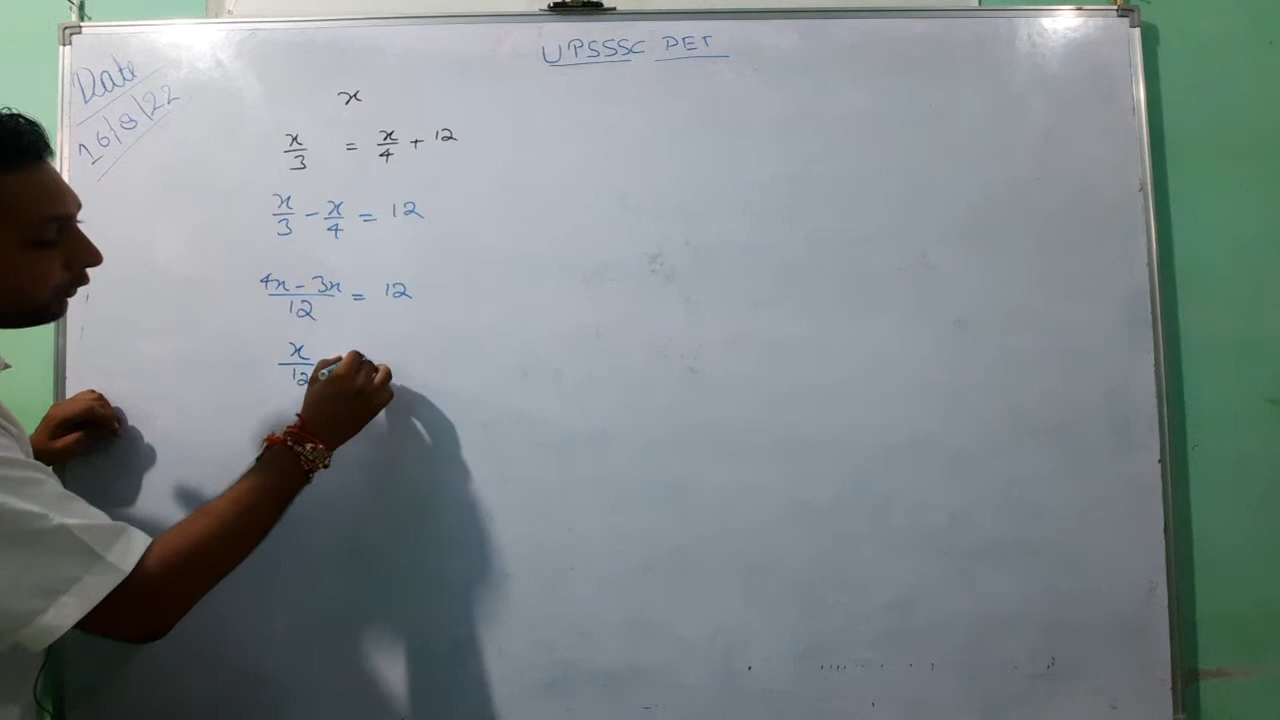 UPSSSC PET
Date
16/8/22
x
x/3 = x/4 + 12
x/3 - x/4 = 12
4x - 3x/12 = 12
x/12